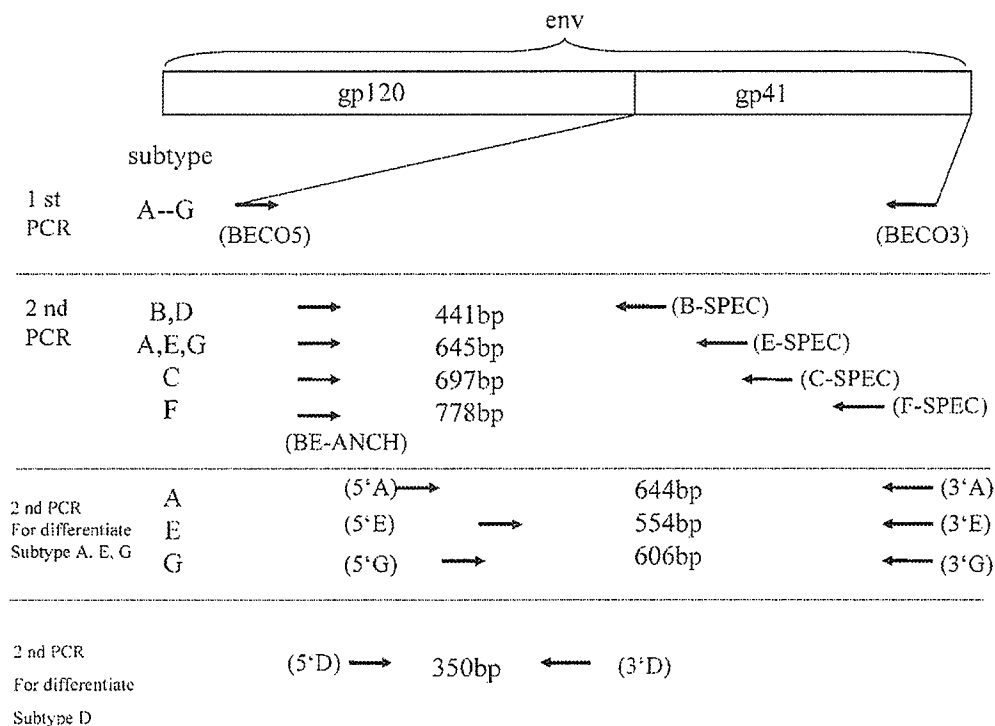 env
gp120 gp41
subtype
1 st
PCR
A--G
(BECO5) (BECO3)
2 nd
PCR
B,D 441bp (B-SPEC)
A,E,G 645bp (E-SPEC)
C 697bp (C-SPEC)
F 778bp (F-SPEC)
(BE-ANCH)
2 nd PCR
For differentiate
Subtype A, E, G
A (5'A) 644bp (3'A)
E (5'E) 554bp (3'E)
G (5'G) 606bp (3'G)
2 nd PCR
For differentiate
Subtype D
(5'D) 350bp (3'D)